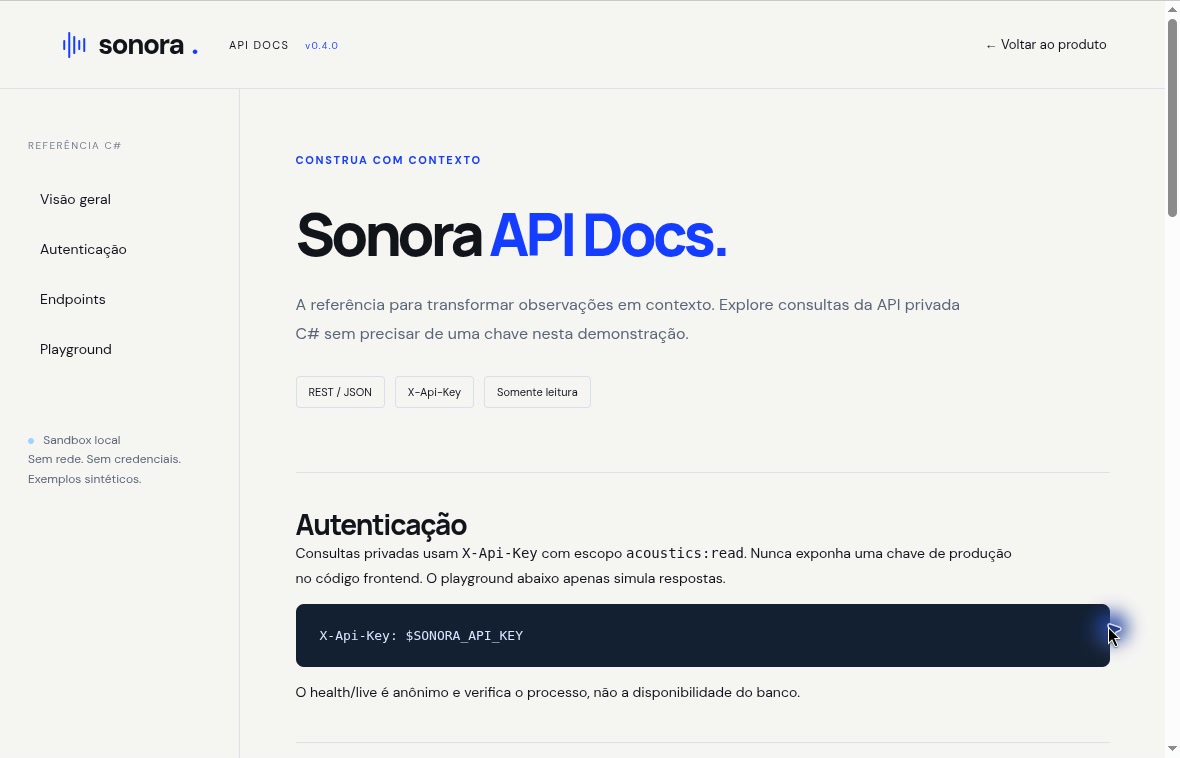 sonora .
API DOCS
v0.4.0
← Voltar ao produto
REFERÊNCIA C#
Visão geral
Autenticação
Endpoints
Playground
Sandbox local
Sem rede. Sem credenciais.
Exemplos sintéticos.
CONSTRUA COM CONTEXTO
Sonora API Docs.
A referência para transformar observações em contexto. Explore consultas da API privada
C# sem precisar de uma chave nesta demonstração.
REST / JSON
X-Api-Key
Somente leitura
Autenticação
Consultas privadas usam X-Api-Key com escopo acoustics:read. Nunca exponha uma chave de produção
no código frontend. O playground abaixo apenas simula respostas.
X-Api-Key: $SONORA_API_KEY
O health/live é anônimo e verifica o processo, não a disponibilidade do banco.